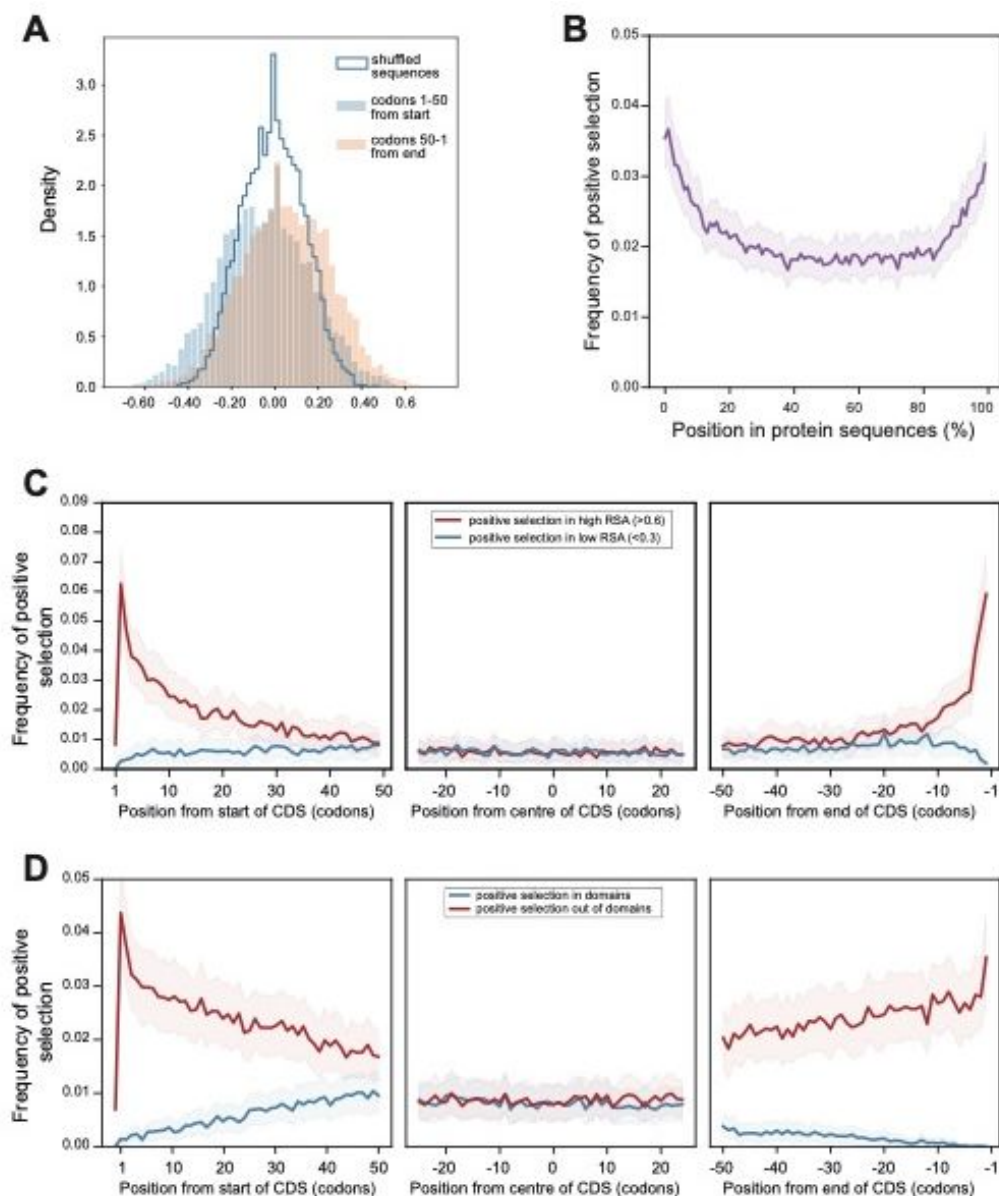 A
shuffled
sequences
codons 1-50
from start
codons 50-1
from end
3.0
2.5
2.0
1.5
1.0
0.5
0.0
Density
-0.60 -0.40 -0.20 0.00 0.20 0.40 0.6
B
0.05
0.04
0.03
0.02
0.01
0.00
Frequency of positive selection
0 20 40 60 80 100
Position in protein sequences (%)
C
0.09
0.08
0.07
0.06
0.05
0.04
0.03
0.02
0.01
0.00
Frequency of positive
selection
positive selection in high RSA (>0.6)
positive selection in low RSA (<0.3)
1 10 20 30 40 50
Position from start of CDS (codons)
-20 -10 0 10 20
Position from centre of CDS (codons)
-50 -40 -30 -20 -10 -1
Position from end of CDS (codons)
D
0.05
0.04
0.03
0.02
0.01
0.00
Frequency of positive
selection
positive selection in domains
positive selection out of domains
1 10 20 30 40 50
Position from start of CDS (codons)
-20 -10 0 10 20
Position from centre of CDS (codons)
-50 -40 -30 -20 -10 -1
Position from end of CDS (codons)